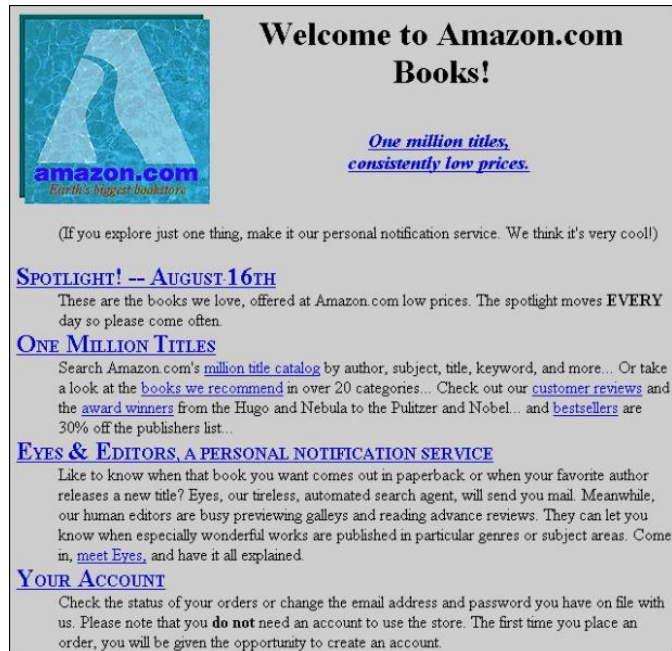 amazon.com
Earth's biggest bookstore
Welcome to Amazon.com
Books!
One million titles,
consistently low prices.
(If you explore just one thing, make it our personal notification service. We think it's very cool!)
SPOTLIGHT! -- AUGUST 16TH
These are the books we love, offered at Amazon.com low prices. The spotlight moves EVERY
day so please come often.
ONE MILLION TITLES
Search Amazon.com's million title catalog by author, subject, title, keyword, and more... Or take
a look at the books we recommend in over 20 categories... Check out our customer reviews and
the award winners from the Hugo and Nebula to the Pulitzer and Nobel... and bestsellers are
30% off the publishers list...
EYES & EDITORS, A PERSONAL NOTIFICATION SERVICE
Like to know when that book you want comes out in paperback or when your favorite author
releases a new title? Eyes, our tireless, automated search agent, will send you mail. Meanwhile,
our human editors are busy previewing galleys and reading advance reviews. They can let you
know when especially wonderful works are published in particular genres or subject areas. Come
in, meet Eyes, and have it all explained.
YOUR ACCOUNT
Check the status of your orders or change the email address and password you have on file with
us. Please note that you do not need an account to use the store. The first time you place an
order, you will be given the opportunity to create an account.